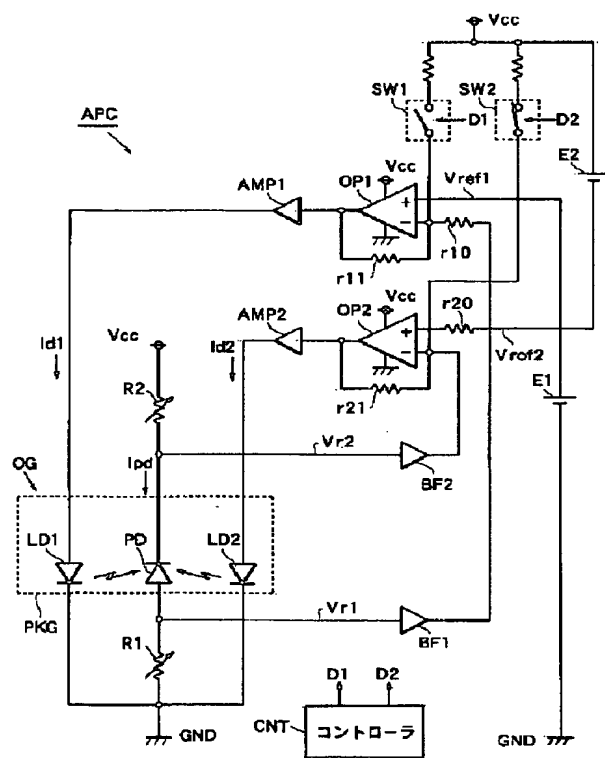 Vcc
SW1
SW2
D1
D2
APC
E2
AMP1
OP1
Vcc
Vref1
r10
r11
AMP2
OP2
Vcc
r20
Id1
Vcc
Id2
Vref2
E1
r21
R2
Vr2
BF2
OG
Ipd
LD1
PD
LD2
PKG
Vr1
BF1
R1
D1
D2
GND
CNT
コントローラ
GND